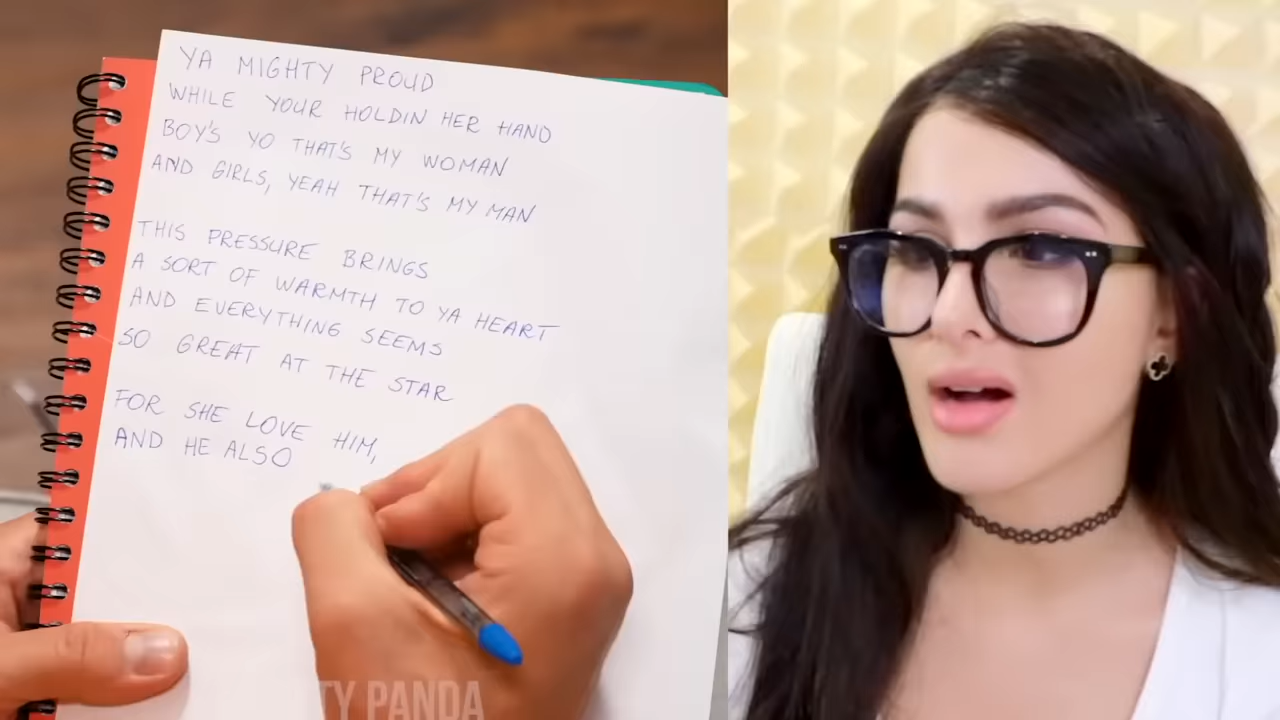 YA MIGHTY PROUD
WHILE YOUR HOLDIN HER HAND
BOY'S YO THAT'S MY WOMAN
AND GIRLS, YEAH THAT'S MY MAN
THIS PRESSURE BRINGS
A SORT OF WARMTH TO YA HEART
AND EVERYTHING SEEMS
SO GREAT AT THE STAR
FOR SHE LOVE HIM,
AND HE ALSO
TY PANDA